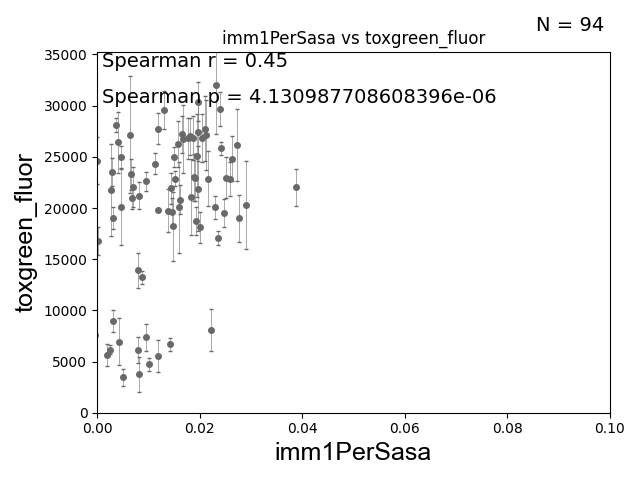 N = 94
imm1PerSasa vs toxgreen_fluor
Spearman r = 0.45
Spearman p = 4.130987708608396e-06
35000
30000
25000
20000
15000
10000
5000
0
toxgreen_fluor
0.00 0.02 0.04 0.06 0.08 0.10
imm1PerSasa